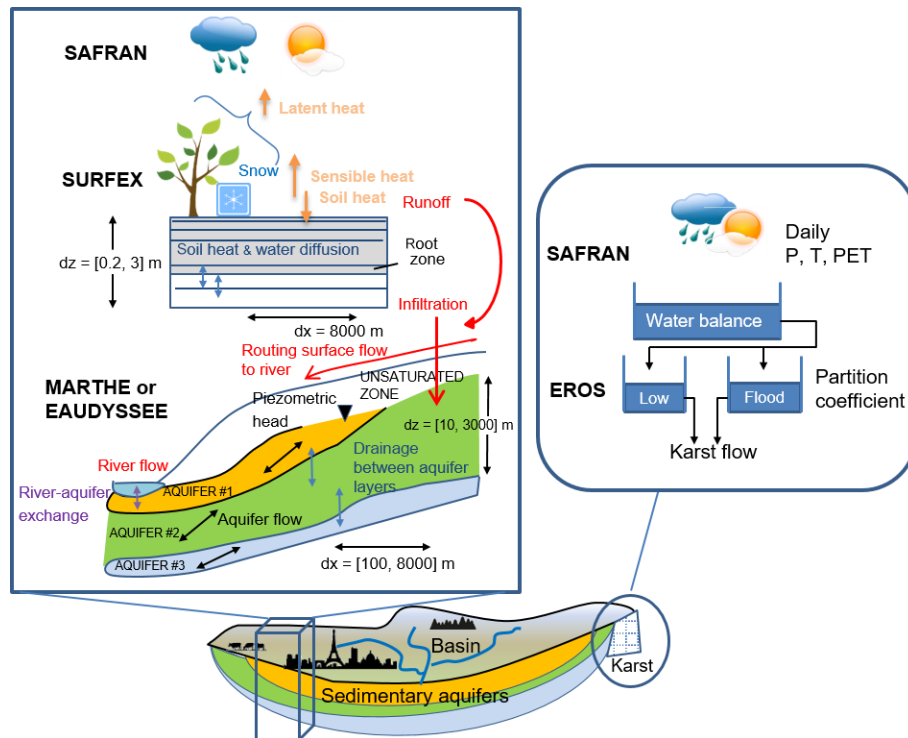 SAFRAN
Latent heat
Snow
SURFEX
Sensible heat
Soil heat
Runoff
Soil heat & water diffusion
Root
zone
dz = [0.2, 3] m
Infiltration
dx = 8000 m
Routing surface flow
to river
UNSATURATED
ZONE
MARTHE or
EAUDYSSEE
Piezometric
head
dz = [10, 3000] m
Drainage
between aquifer
layers
River flow
River-aquifer
exchange
AQUIFER #1
AQUIFER #2
Aquifer flow
AQUIFER #3
dx = [100, 8000] m
SAFRAN
Daily
P, T, PET
Water balance
EROS
Low
Flood
Partition
coefficient
Karst flow
Basin
Sedimentary aquifers
Karst